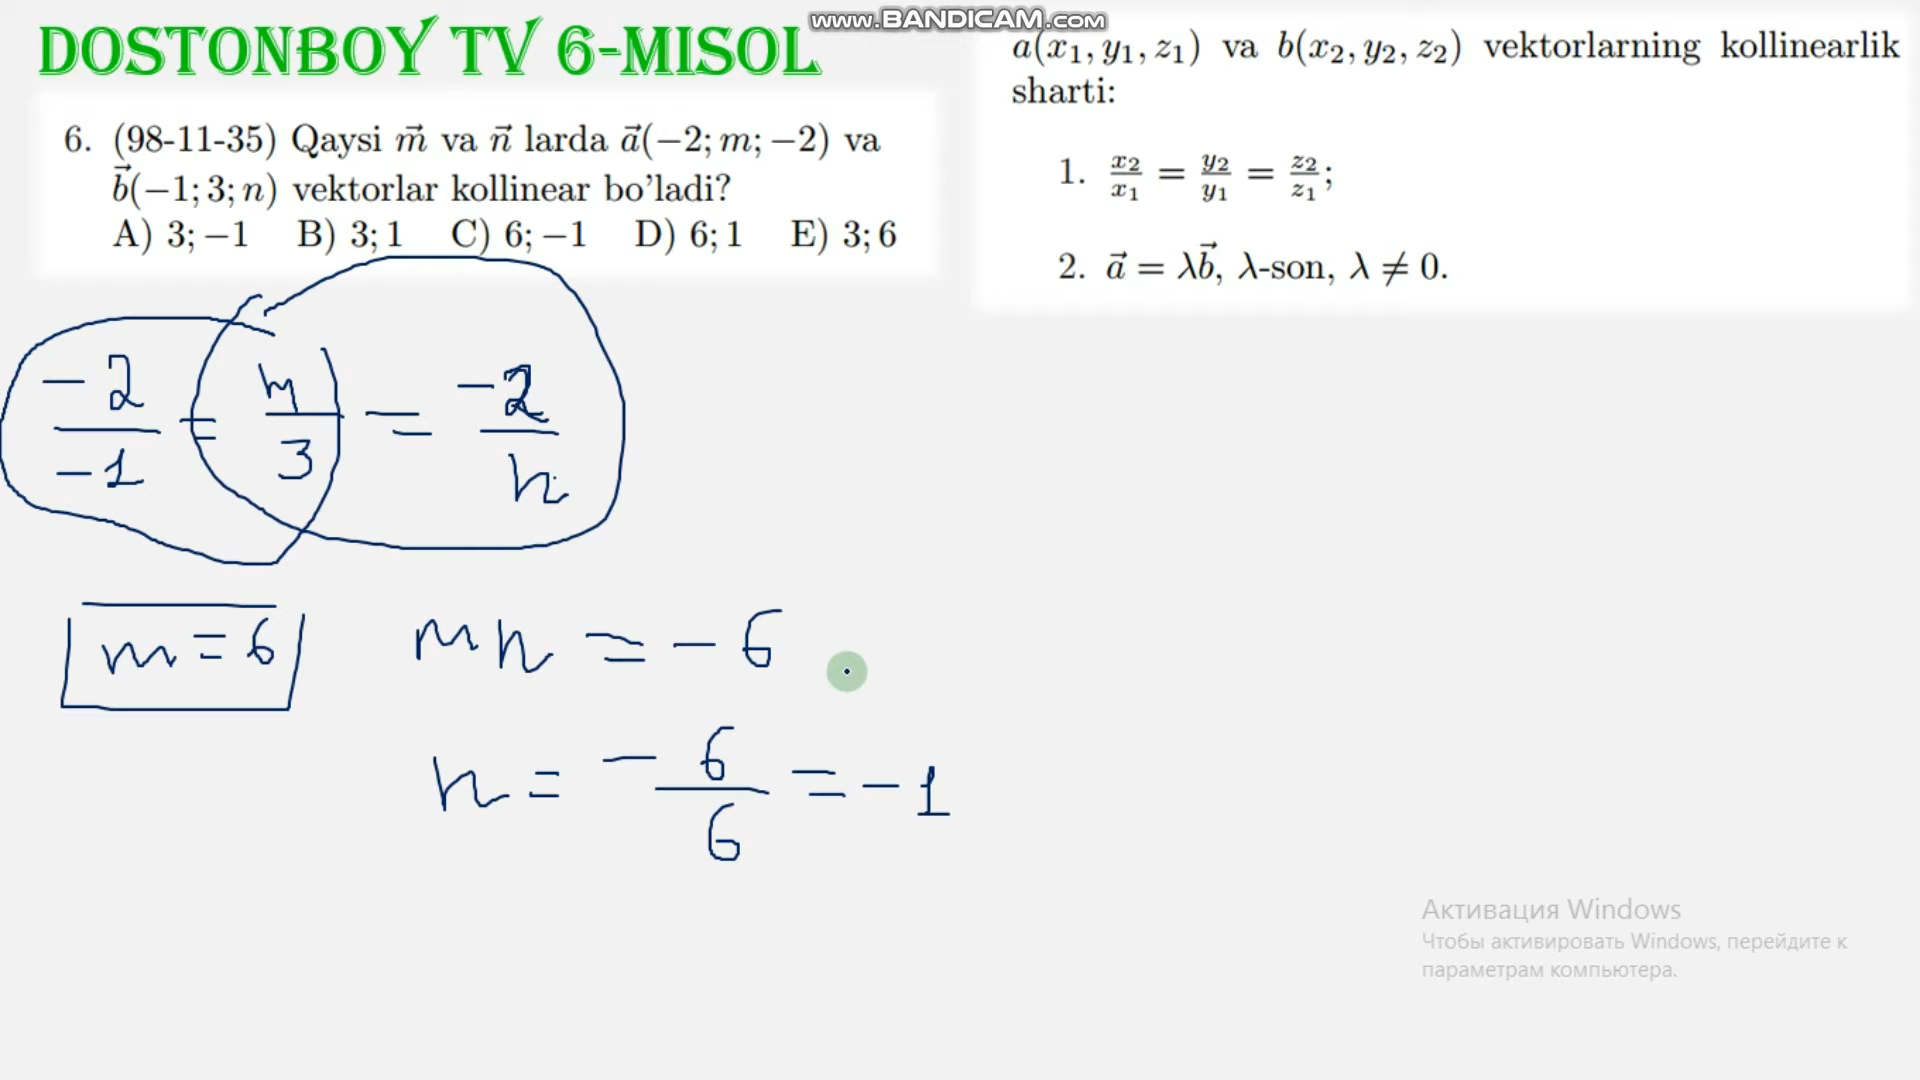 www.BANDICAM.com
DOSTONBOY TV 6-MISOL
6. (98-11-35) Qaysi m⃗ va n⃗ larda a⃗(−2; m; −2) va
b⃗(−1; 3; n) vektorlar kollinear bo'ladi?
A) 3; −1 B) 3; 1 C) 6; −1 D) 6; 1 E) 3; 6
a(x₁, y₁, z₁) va b(x₂, y₂, z₂) vektorlarning kollinearlik
sharti:
1. x₂/x₁ = y₂/y₁ = z₂/z₁;
2. a⃗ = λb⃗, λ-son, λ ≠ 0.
−2/−1 = m/3 = −2/n
m = 6
mn = −6
n = −6/6 = −1
Активация Windows
Чтобы активировать Windows, перейдите к
параметрам компьютера.